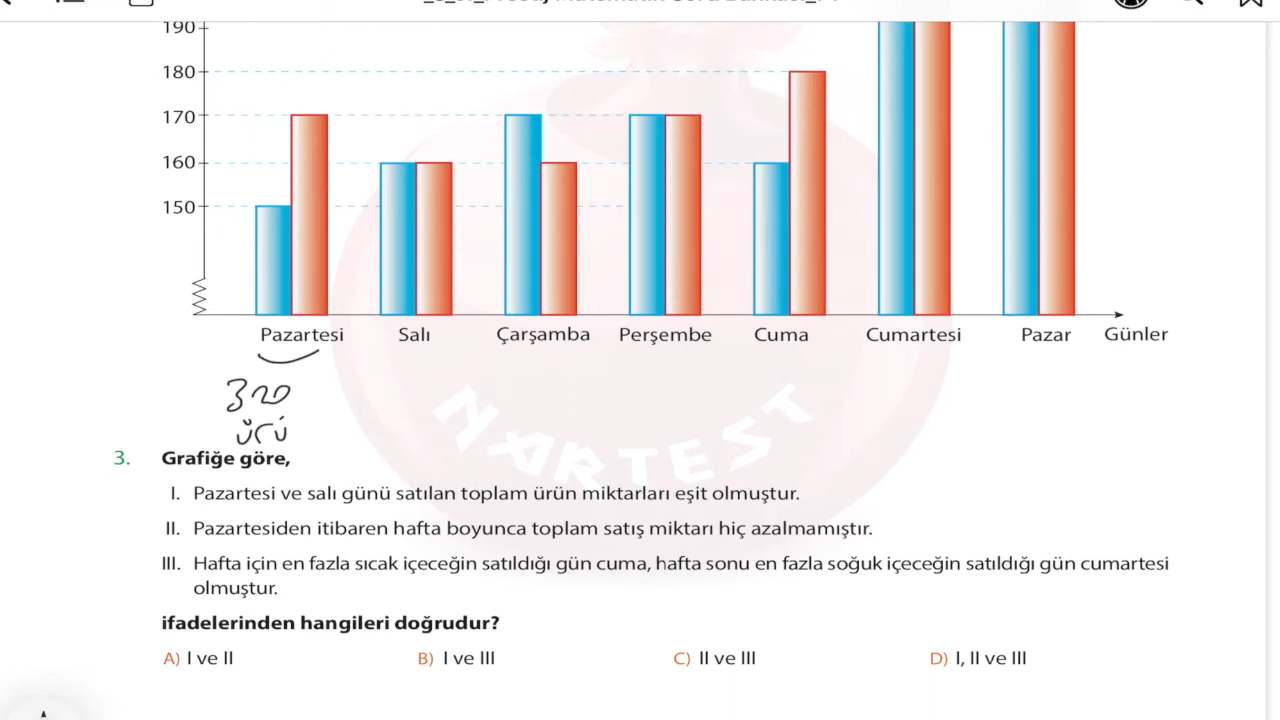 190
180
170
160
150
Pazartesi Salı Çarşamba Perşembe Cuma Cumartesi Pazar Günler
320
ürü
NARTEST
3. Grafiğe göre,
I. Pazartesi ve salı günü satılan toplam ürün miktarları eşit olmuştur.
II. Pazartesiden itibaren hafta boyunca toplam satış miktarı hiç azalmamıştır.
III. Hafta için en fazla sıcak içeceğin satıldığı gün cuma, hafta sonu en fazla soğuk içeceğin satıldığı gün cumartesi
olmuştur.
ifadelerinden hangileri doğrudur?
A) I ve II B) I ve III C) II ve III D) I, II ve III